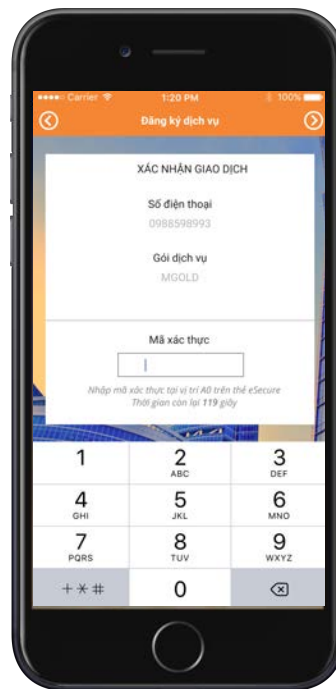 Carrier 1:20 PM 100%
Đăng ký dịch vụ
XÁC NHẬN GIAO DỊCH
Số điện thoại
0988598993
Gói dịch vụ
MGOLD
Mã xác thực
Nhập mã xác thực tại vị trí A0 trên thẻ eSecure
Thời gian còn lại 119 giây
1 2 3
ABC DEF
4 5 6
GHI JKL MNO
7 8 9
PQRS TUV WXYZ
+*# 0